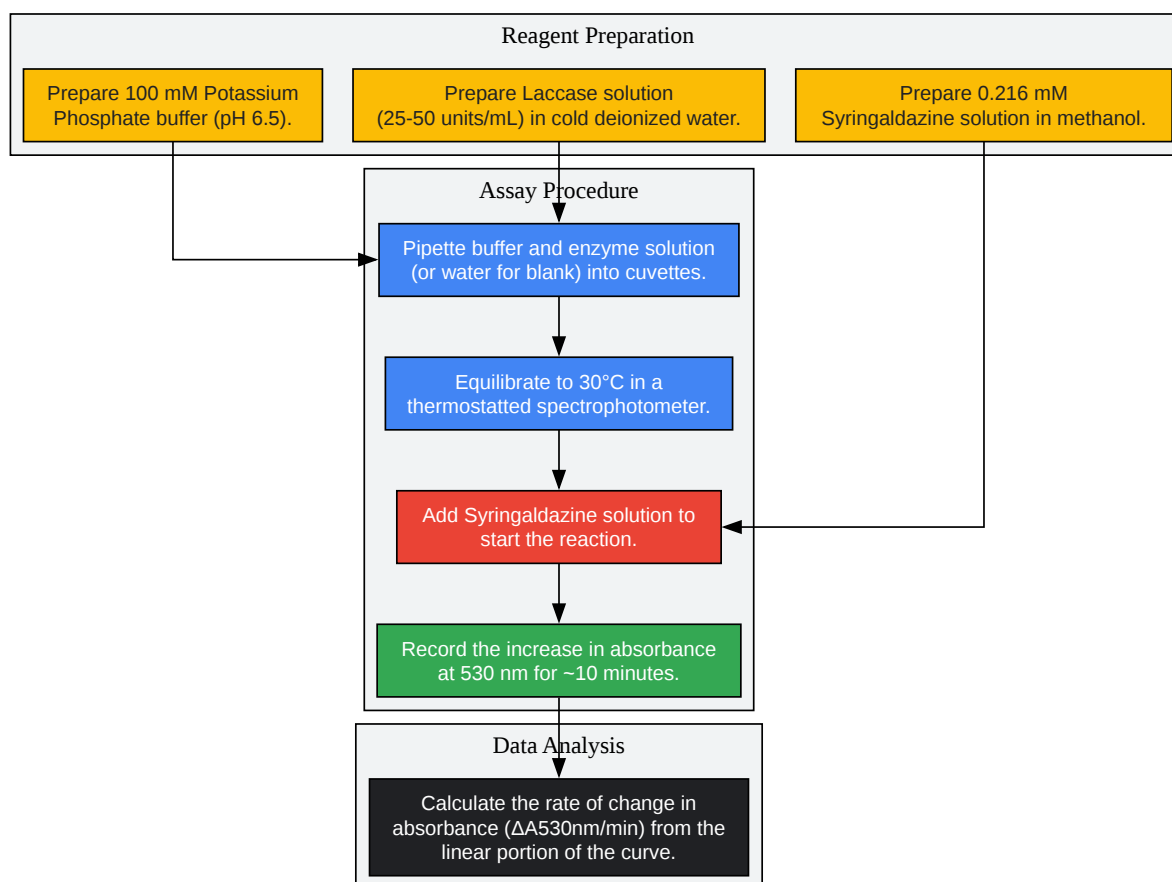 Reagent Preparation
Prepare 100 mM Potassium
Phosphate buffer (pH 6.5).
Prepare Laccase solution
(25-50 units/mL) in cold deionized water.
Prepare 0.216 mM
Syringaldazine solution in methanol.
Assay Procedure
Pipette buffer and enzyme solution
(or water for blank) into cuvettes.
Equilibrate to 30°C in a
thermostatted spectrophotometer.
Add Syringaldazine solution to
start the reaction.
Record the increase in absorbance
at 530 nm for ~10 minutes.
Data Analysis
Calculate the rate of change in
absorbance (ΔA530nm/min) from the
linear portion of the curve.